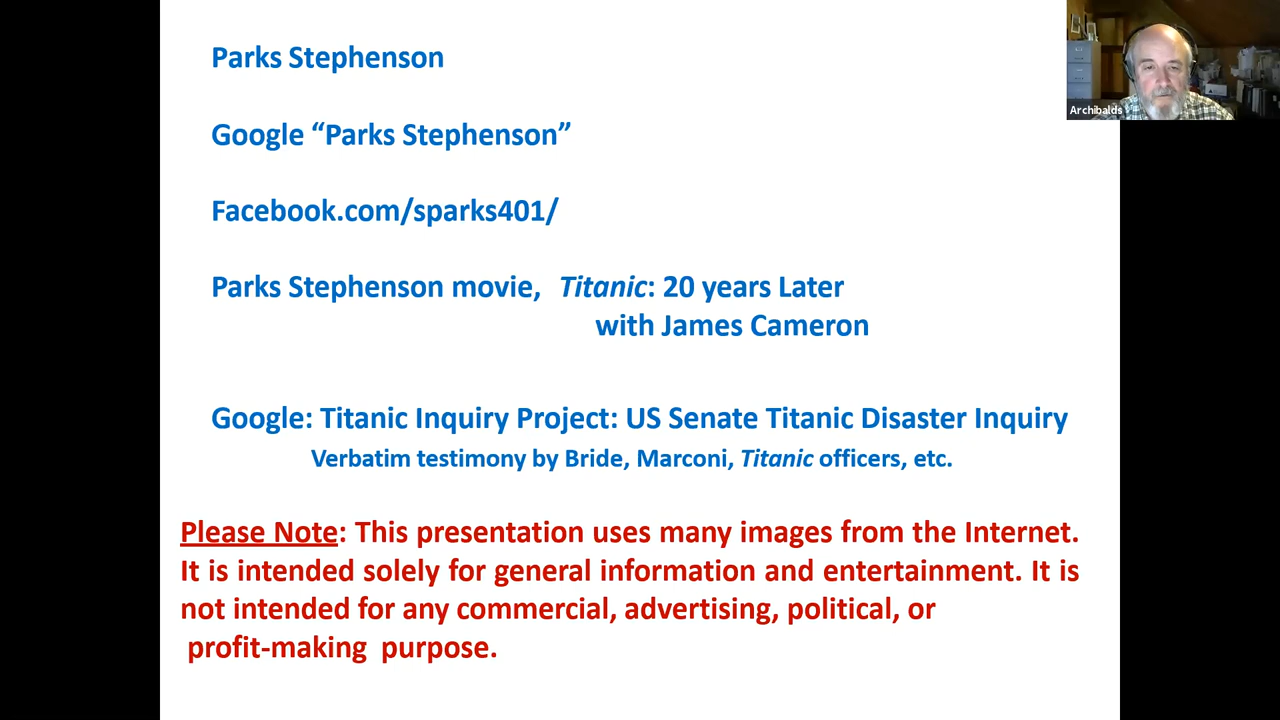 Parks Stephenson
Google “Parks Stephenson”
Facebook.com/sparks401/
Parks Stephenson movie, Titanic: 20 years Later
with James Cameron
Google: Titanic Inquiry Project: US Senate Titanic Disaster Inquiry
Verbatim testimony by Bride, Marconi, Titanic officers, etc.
Please Note: This presentation uses many images from the Internet.
It is intended solely for general information and entertainment. It is
not intended for any commercial, advertising, political, or
profit-making purpose.
Archibalds